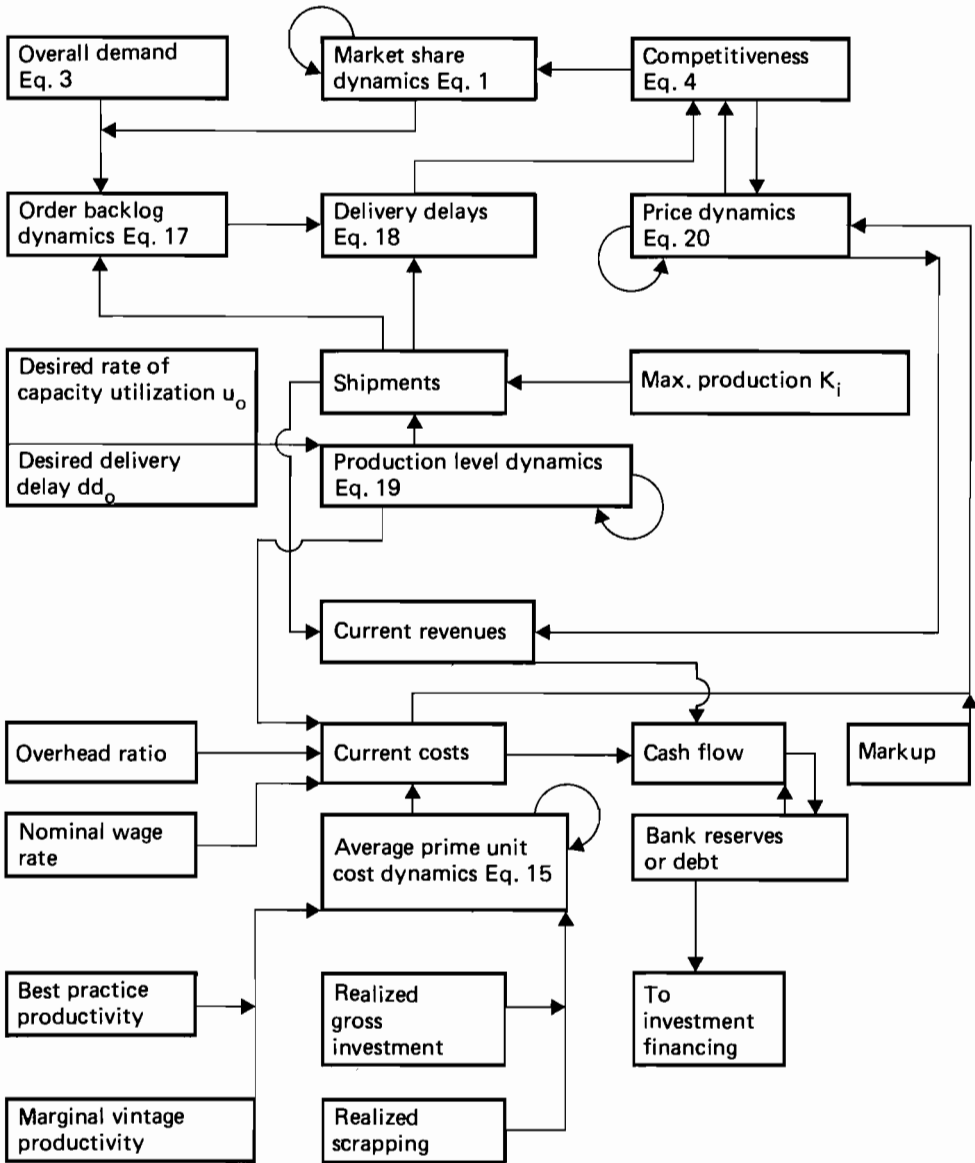 Overall demand
Eq. 3
Market share
dynamics Eq. 1
Competitiveness
Eq. 4
Order backlog
dynamics Eq. 17
Delivery delays
Eq. 18
Price dynamics
Eq. 20
Desired rate of
capacity utilization u₀
Desired delivery
delay dd₀
Shipments
Max. production Kᵢ
Production level dynamics
Eq. 19
Current revenues
Overhead ratio
Current costs
Cash flow
Markup
Nominal wage
rate
Average prime unit
cost dynamics Eq. 15
Bank reserves
or debt
Best practice
productivity
Realized
gross
investment
To
investment
financing
Marginal vintage
productivity
Realized
scrapping